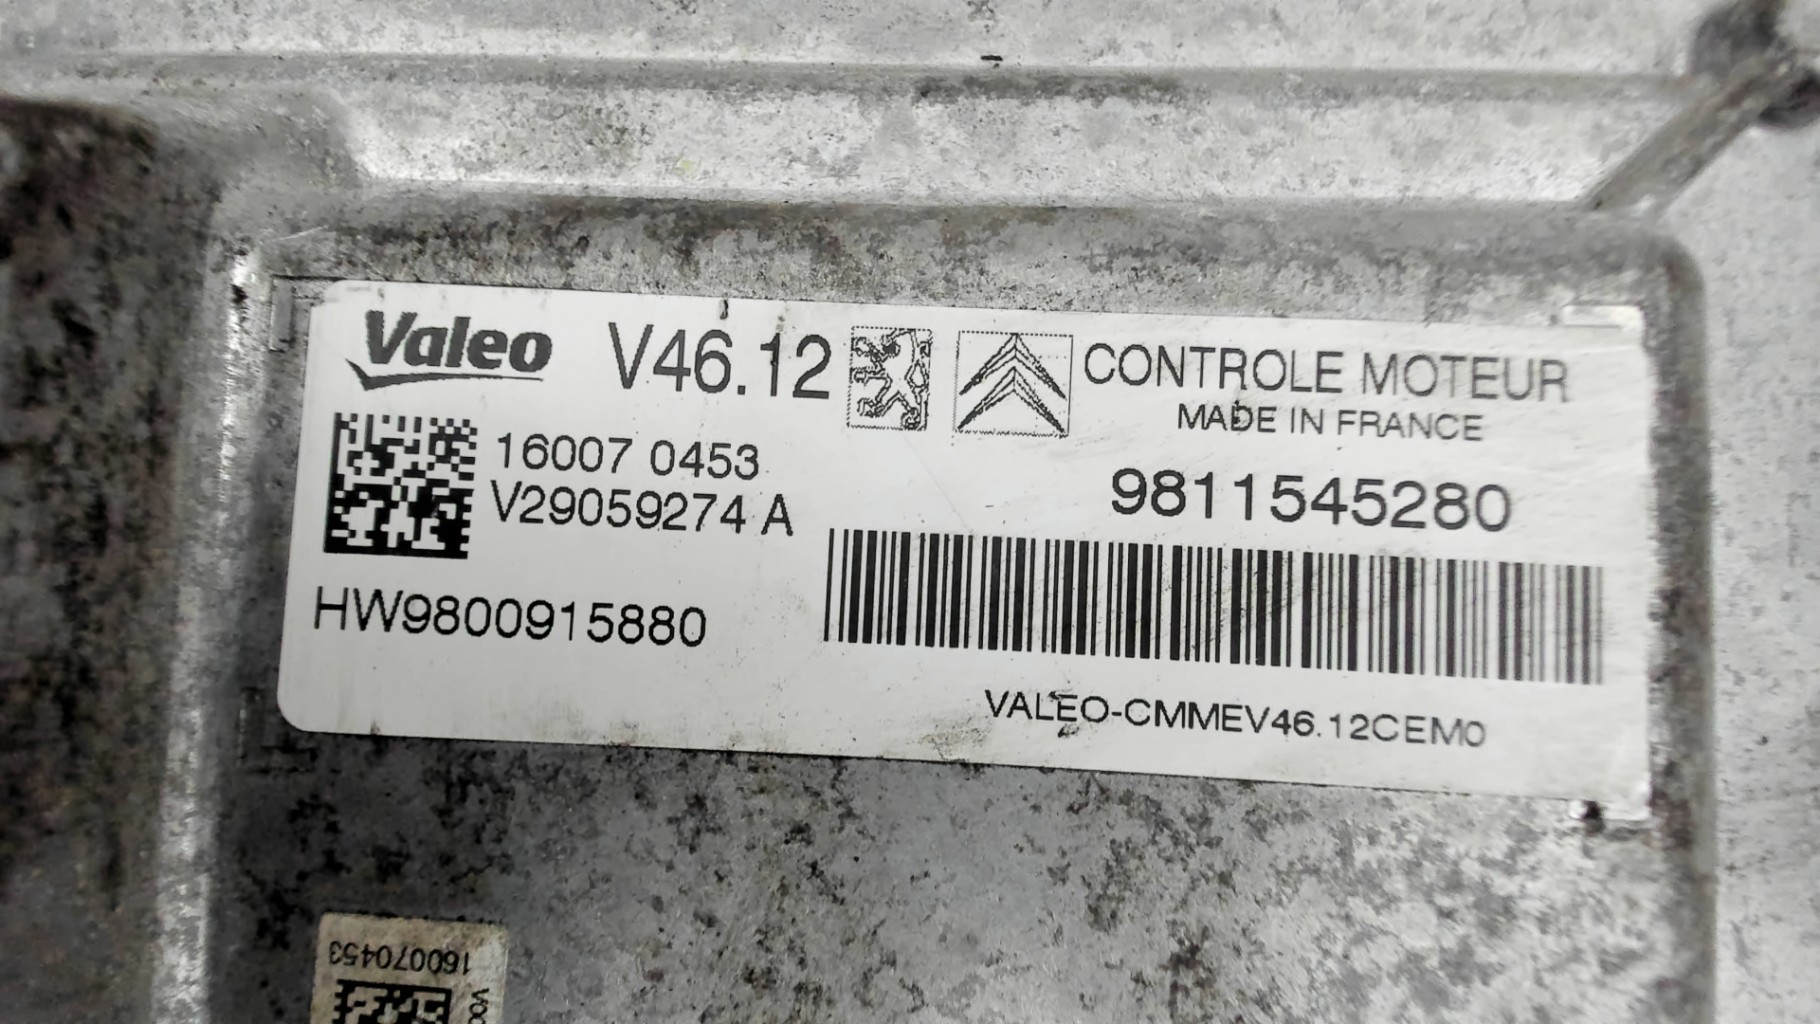 Valeo V46.12
CONTROLE MOTEUR
MADE IN FRANCE
16007 0453
V29059274 A
9811545280
HW9800915880
VALEO-CMMEV46.12CEM0
160070453